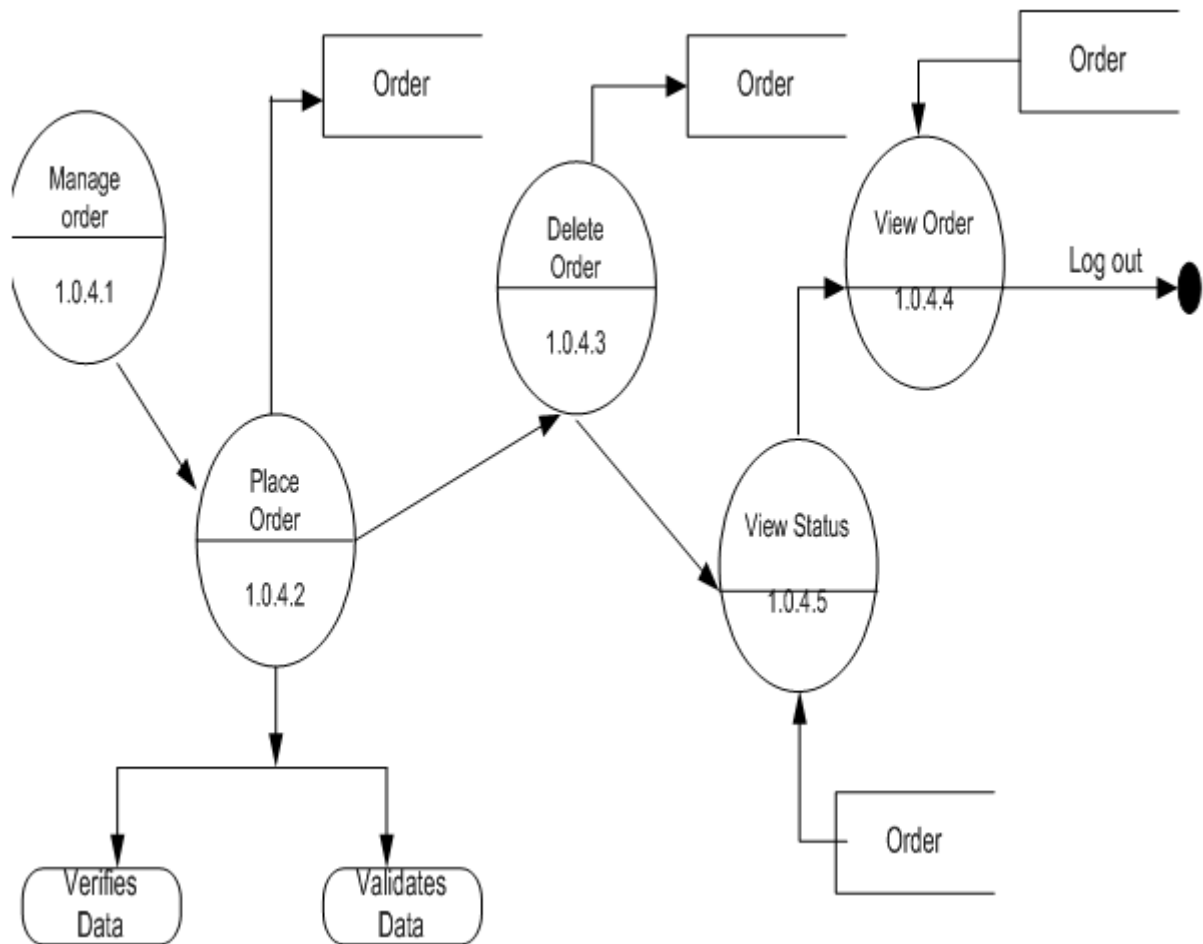 Order
Order
Order
Manage
order
1.0.4.1
Delete
Order
1.0.4.3
View Order
1.0.4.4
Log out
Place
Order
1.0.4.2
View Status
1.0.4.5
Order
Verifies
Data
Validates
Data